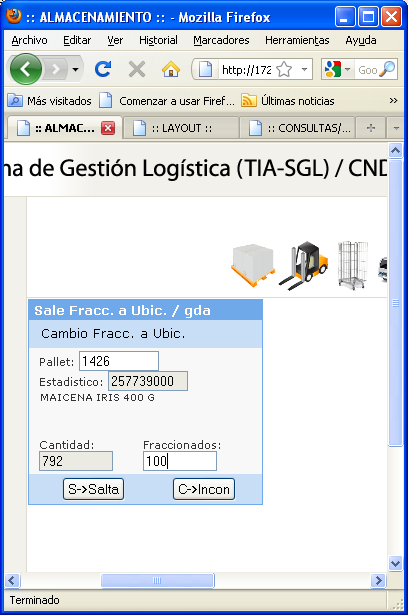 :: ALMACENAMIENTO :: - Mozilla Firefox
Archivo Editar Ver Historial Marcadores Herramientas Ayuda
http://172 Goo
Más visitados Comenzar a usar Firef... Últimas noticias »
:: ALMAC... :: LAYOUT :: :: CONSULTAS/...
na de Gestión Logística (TIA-SGL) / CND
Sale Fracc. a Ubic. / gda
Cambio Fracc. a Ubic.
Pallet: 1426
Estadistico: 257739000
MAICENA IRIS 400 G
Cantidad: Fraccionados:
792 100
S->Salta C->Incon
Terminado